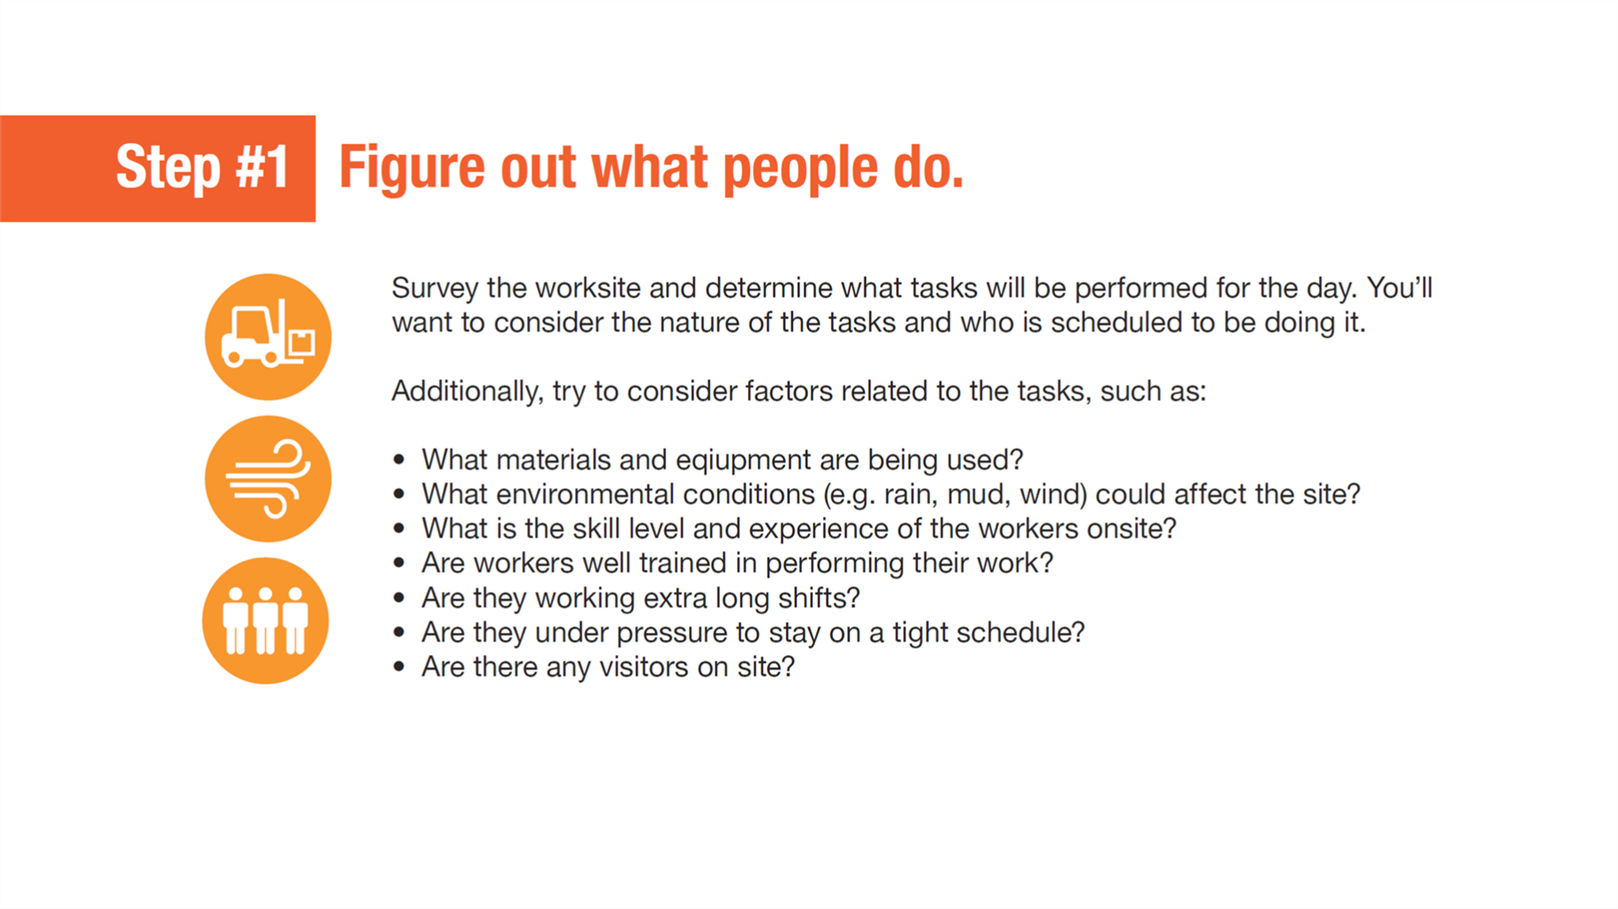 Step #1 Figure out what people do.
Survey the worksite and determine what tasks will be performed for the day. You’ll
want to consider the nature of the tasks and who is scheduled to be doing it.
Additionally, try to consider factors related to the tasks, such as:
• What materials and eqiupment are being used?
• What environmental conditions (e.g. rain, mud, wind) could affect the site?
• What is the skill level and experience of the workers onsite?
• Are workers well trained in performing their work?
• Are they working extra long shifts?
• Are they under pressure to stay on a tight schedule?
• Are there any visitors on site?